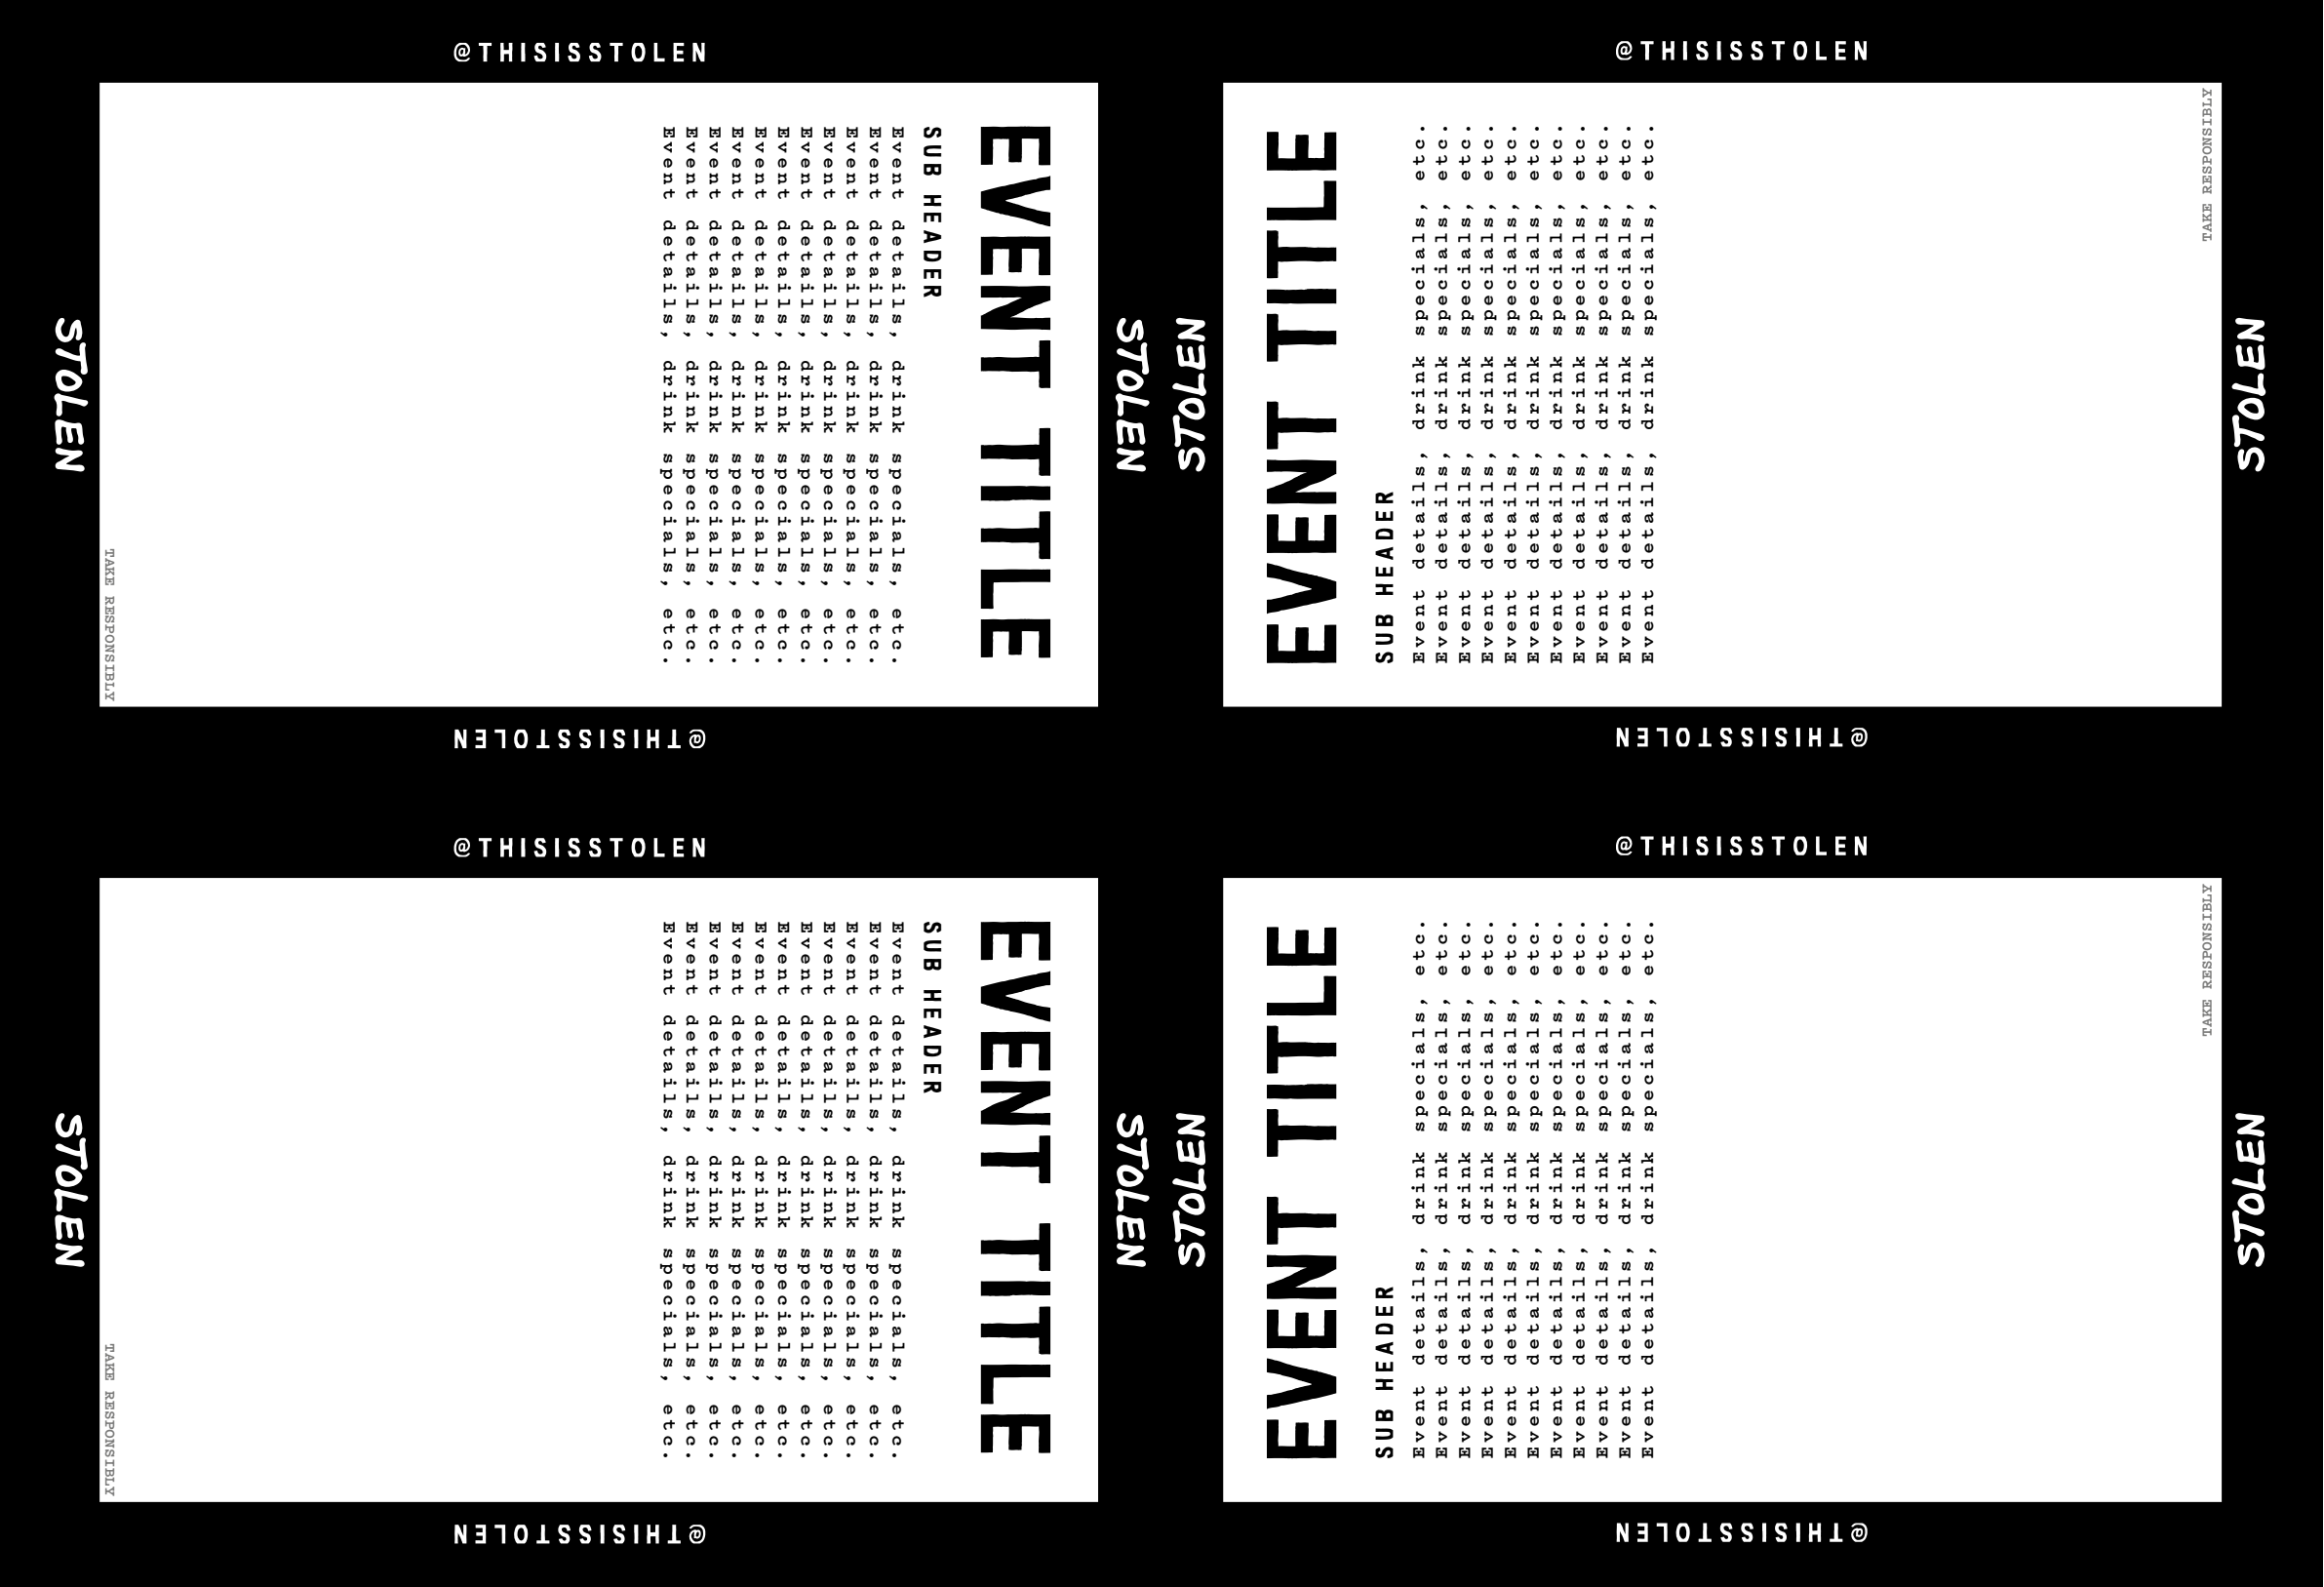 @THISISSTOLEN
STOLEN
EVENT TITLE
SUB HEADER
Event details, drink specials, etc.
Event details, drink specials, etc.
Event details, drink specials, etc.
Event details, drink specials, etc.
Event details, drink specials, etc.
Event details, drink specials, etc.
Event details, drink specials, etc.
Event details, drink specials, etc.
Event details, drink specials, etc.
Event details, drink specials, etc.
Event details, drink specials, etc.
TAKE RESPONSIBLY
STOLEN
@THISISSTOLEN
@THISISSTOLEN
STOLEN
EVENT TITLE
SUB HEADER
Event details, drink specials, etc.
Event details, drink specials, etc.
Event details, drink specials, etc.
Event details, drink specials, etc.
Event details, drink specials, etc.
Event details, drink specials, etc.
Event details, drink specials, etc.
Event details, drink specials, etc.
Event details, drink specials, etc.
Event details, drink specials, etc.
Event details, drink specials, etc.
TAKE RESPONSIBLY
STOLEN
@THISISSTOLEN
@THISISSTOLEN
STOLEN
EVENT TITLE
SUB HEADER
Event details, drink specials, etc.
Event details, drink specials, etc.
Event details, drink specials, etc.
Event details, drink specials, etc.
Event details, drink specials, etc.
Event details, drink specials, etc.
Event details, drink specials, etc.
Event details, drink specials, etc.
Event details, drink specials, etc.
Event details, drink specials, etc.
Event details, drink specials, etc.
TAKE RESPONSIBLY
STOLEN
@THISISSTOLEN
@THISISSTOLEN
STOLEN
EVENT TITLE
SUB HEADER
Event details, drink specials, etc.
Event details, drink specials, etc.
Event details, drink specials, etc.
Event details, drink specials, etc.
Event details, drink specials, etc.
Event details, drink specials, etc.
Event details, drink specials, etc.
Event details, drink specials, etc.
Event details, drink specials, etc.
Event details, drink specials, etc.
Event details, drink specials, etc.
TAKE RESPONSIBLY
STOLEN
@THISISSTOLEN